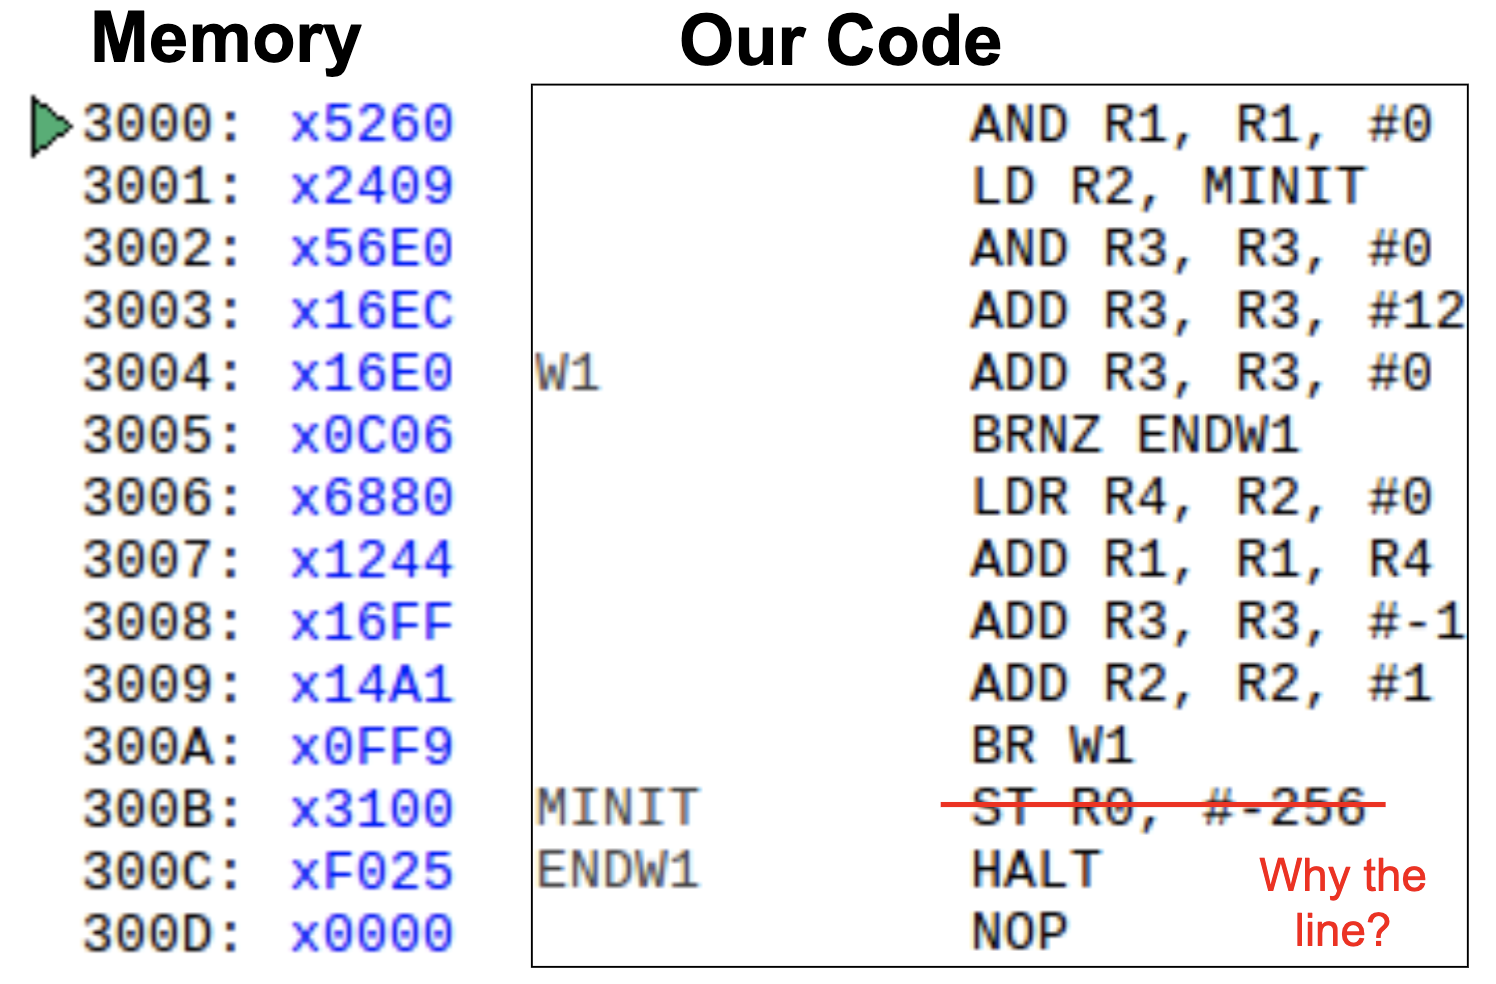 Memory Our Code
3000: x5260 AND R1, R1, #0
3001: x2409 LD R2, MINIT
3002: x56E0 AND R3, R3, #0
3003: x16EC ADD R3, R3, #12
3004: x16E0 W1 ADD R3, R3, #0
3005: x0C06 BRNZ ENDW1
3006: x6880 LDR R4, R2, #0
3007: x1244 ADD R1, R1, R4
3008: x16FF ADD R3, R3, #-1
3009: x14A1 ADD R2, R2, #1
300A: x0FF9 BR W1
300B: x3100 MINIT ST R0, #-256
300C: xF025 ENDW1 HALT
300D: x0000 NOP
Why the
line?